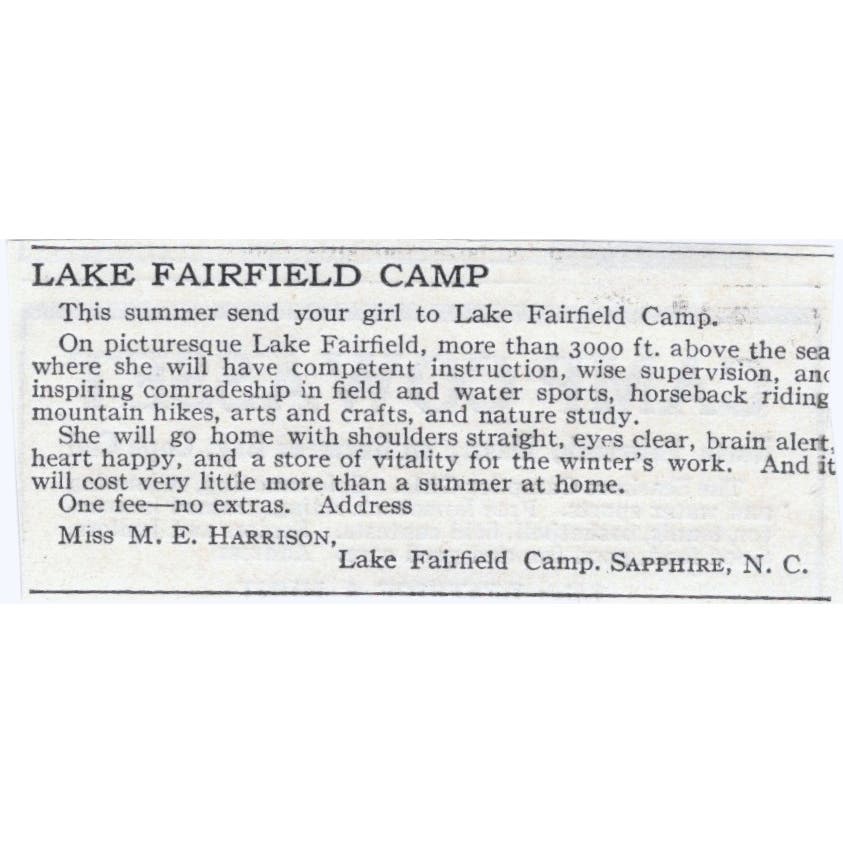 LAKE FAIRFIELD CAMP
This summer send your girl to Lake Fairfield Camp.
On picturesque Lake Fairfield, more than 3000 ft. above the sea
where she will have competent instruction, wise supervision, and
inspiring comradeship in field and water sports, horseback riding
mountain hikes, arts and crafts, and nature study.
She will go home with shoulders straight, eyes clear, brain alert,
heart happy, and a store of vitality for the winter's work. And it
will cost very little more than a summer at home.
One fee—no extras. Address
Miss M. E. HARRISON,
Lake Fairfield Camp. SAPPHIRE, N. C.